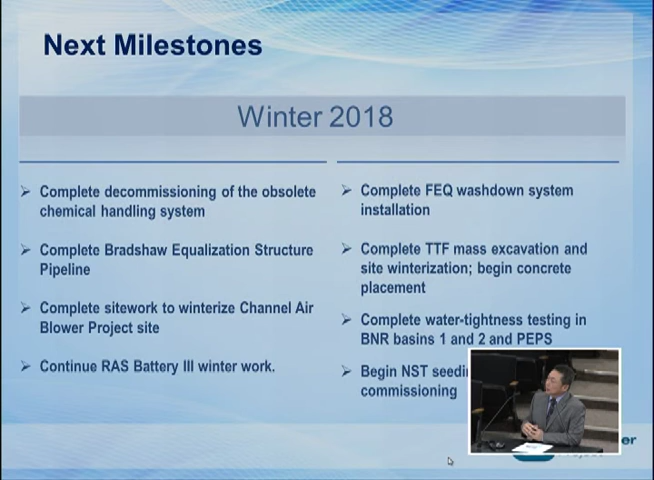 Next Milestones
Winter 2018
Complete decommissioning of the obsolete
chemical handling system
Complete Bradshaw Equalization Structure
Pipeline
Complete sitework to winterize Channel Air
Blower Project site
Continue RAS Battery III winter work.
Complete FEQ washdown system
installation
Complete TTF mass excavation and
site winterization; begin concrete
placement
Complete water-tightness testing in
BNR basins 1 and 2 and PEPS
Begin NST
commissioning